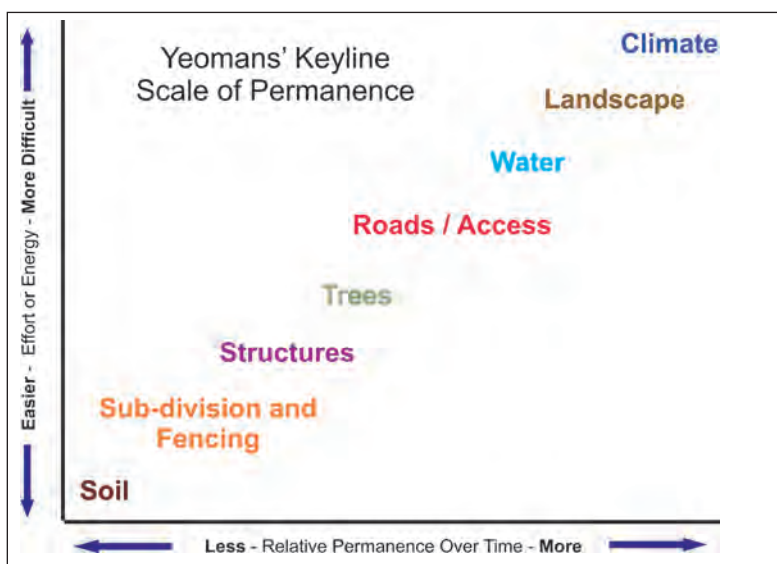 Yeomans' Keyline
Scale of Permanence
Climate
Landscape
Water
Roads / Access
Trees
Structures
Sub-division and
Fencing
Soil
Easier - Effort or Energy - More Difficult
Less - Relative Permanence Over Time - More